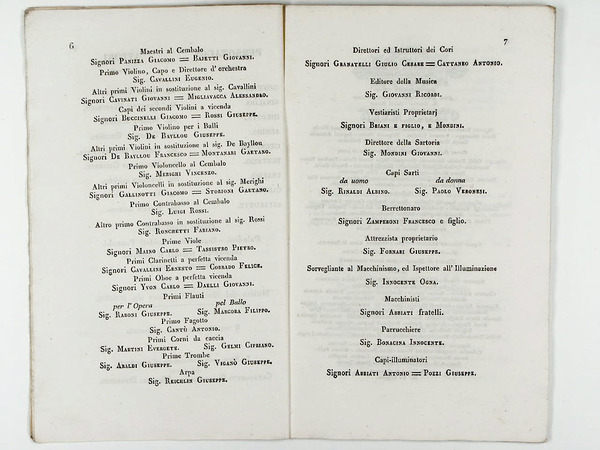 6
Maestri al Cembalo
Signori Panizza Giacomo = Bajetti Giovanni.
Primo Violino, Capo e Direttore d'orchestra
Sig. Cavallini Eugenio.
Altri primi Violini in sostituzione al sig. Cavallini
Signori Cavinati Giovanni = Migliavacca Alessandro.
Capi dei secondi Violini a vicenda
Signori Buccinelli Giacomo = Rossi Giuseppe.
Primo Violino per i Balli
Sig. De Bayllou Giuseppe.
Altri primi Violini in sostituzione al sig. De Bayllou
Signori De Bayllou Francesco = Montanari Gaetano.
Primo Violoncello al Cembalo
Sig. Merighi Vincenzo.
Altri primi Violoncelli in sostituzione al sig. Merighi
Signori Gallinotti Giacomo = Storioni Gaetano.
Primo Contrabasso al Cembalo
Sig. Luigi Rossi.
Altro primo Contrabasso in sostituzione al sig. Rossi
Sig. Ronchetti Fabiano.
Prime Viole
Signori Maino Carlo = Tassistro Pietro.
Primi Clarinetti a perfetta vicenda
Signori Cavallini Ernesto = Corrado Felice.
Primi Oboe a perfetta vicenda
Signori Yvon Carlo = Daelli Giovanni.
Primi Flauti
per l'Opera pel Ballo
Sig. Raboni Giuseppe. Sig. Marcora Filippo.
Primo Fagotto
Sig. Cantù Antonio.
Primi Corni da caccia
Sig. Martini Evergete. Sig. Gelmi Cipriano.
Prime Trombe
Sig. Araldi Giuseppe. Sig. Viganò Giuseppe.
Arpa
Sig. Reichlin Giuseppe.
7
Direttori ed Istruttori dei Cori
Signori Granatelli Giulio Cesare = Cattaneo Antonio.
Editore della Musica
Sig. Giovanni Ricordi.
Vestiaristi Proprietarj
Signori Briani e figlio, e Mondini.
Direttore della Sartoria
Sig. Mondini Giovanni.
Capi Sarti
da uomo da donna
Sig. Rinaldi Albino. Sig. Paolo Veronesi.
Berrettonaro
Signori Zamperoni Francesco e figlio.
Attrezzista proprietario
Sig. Fornari Giuseppe.
Sorvegliante al Macchinismo, ed Ispettore all'Illuminazione
Sig. Innocente Ogna.
Macchinisti
Signori Abbiati fratelli.
Parrucchiere
Sig. Bonacina Innocente.
Capi-illuminatori
Signori Abbiati Antonio = Pozzi Giuseppe.